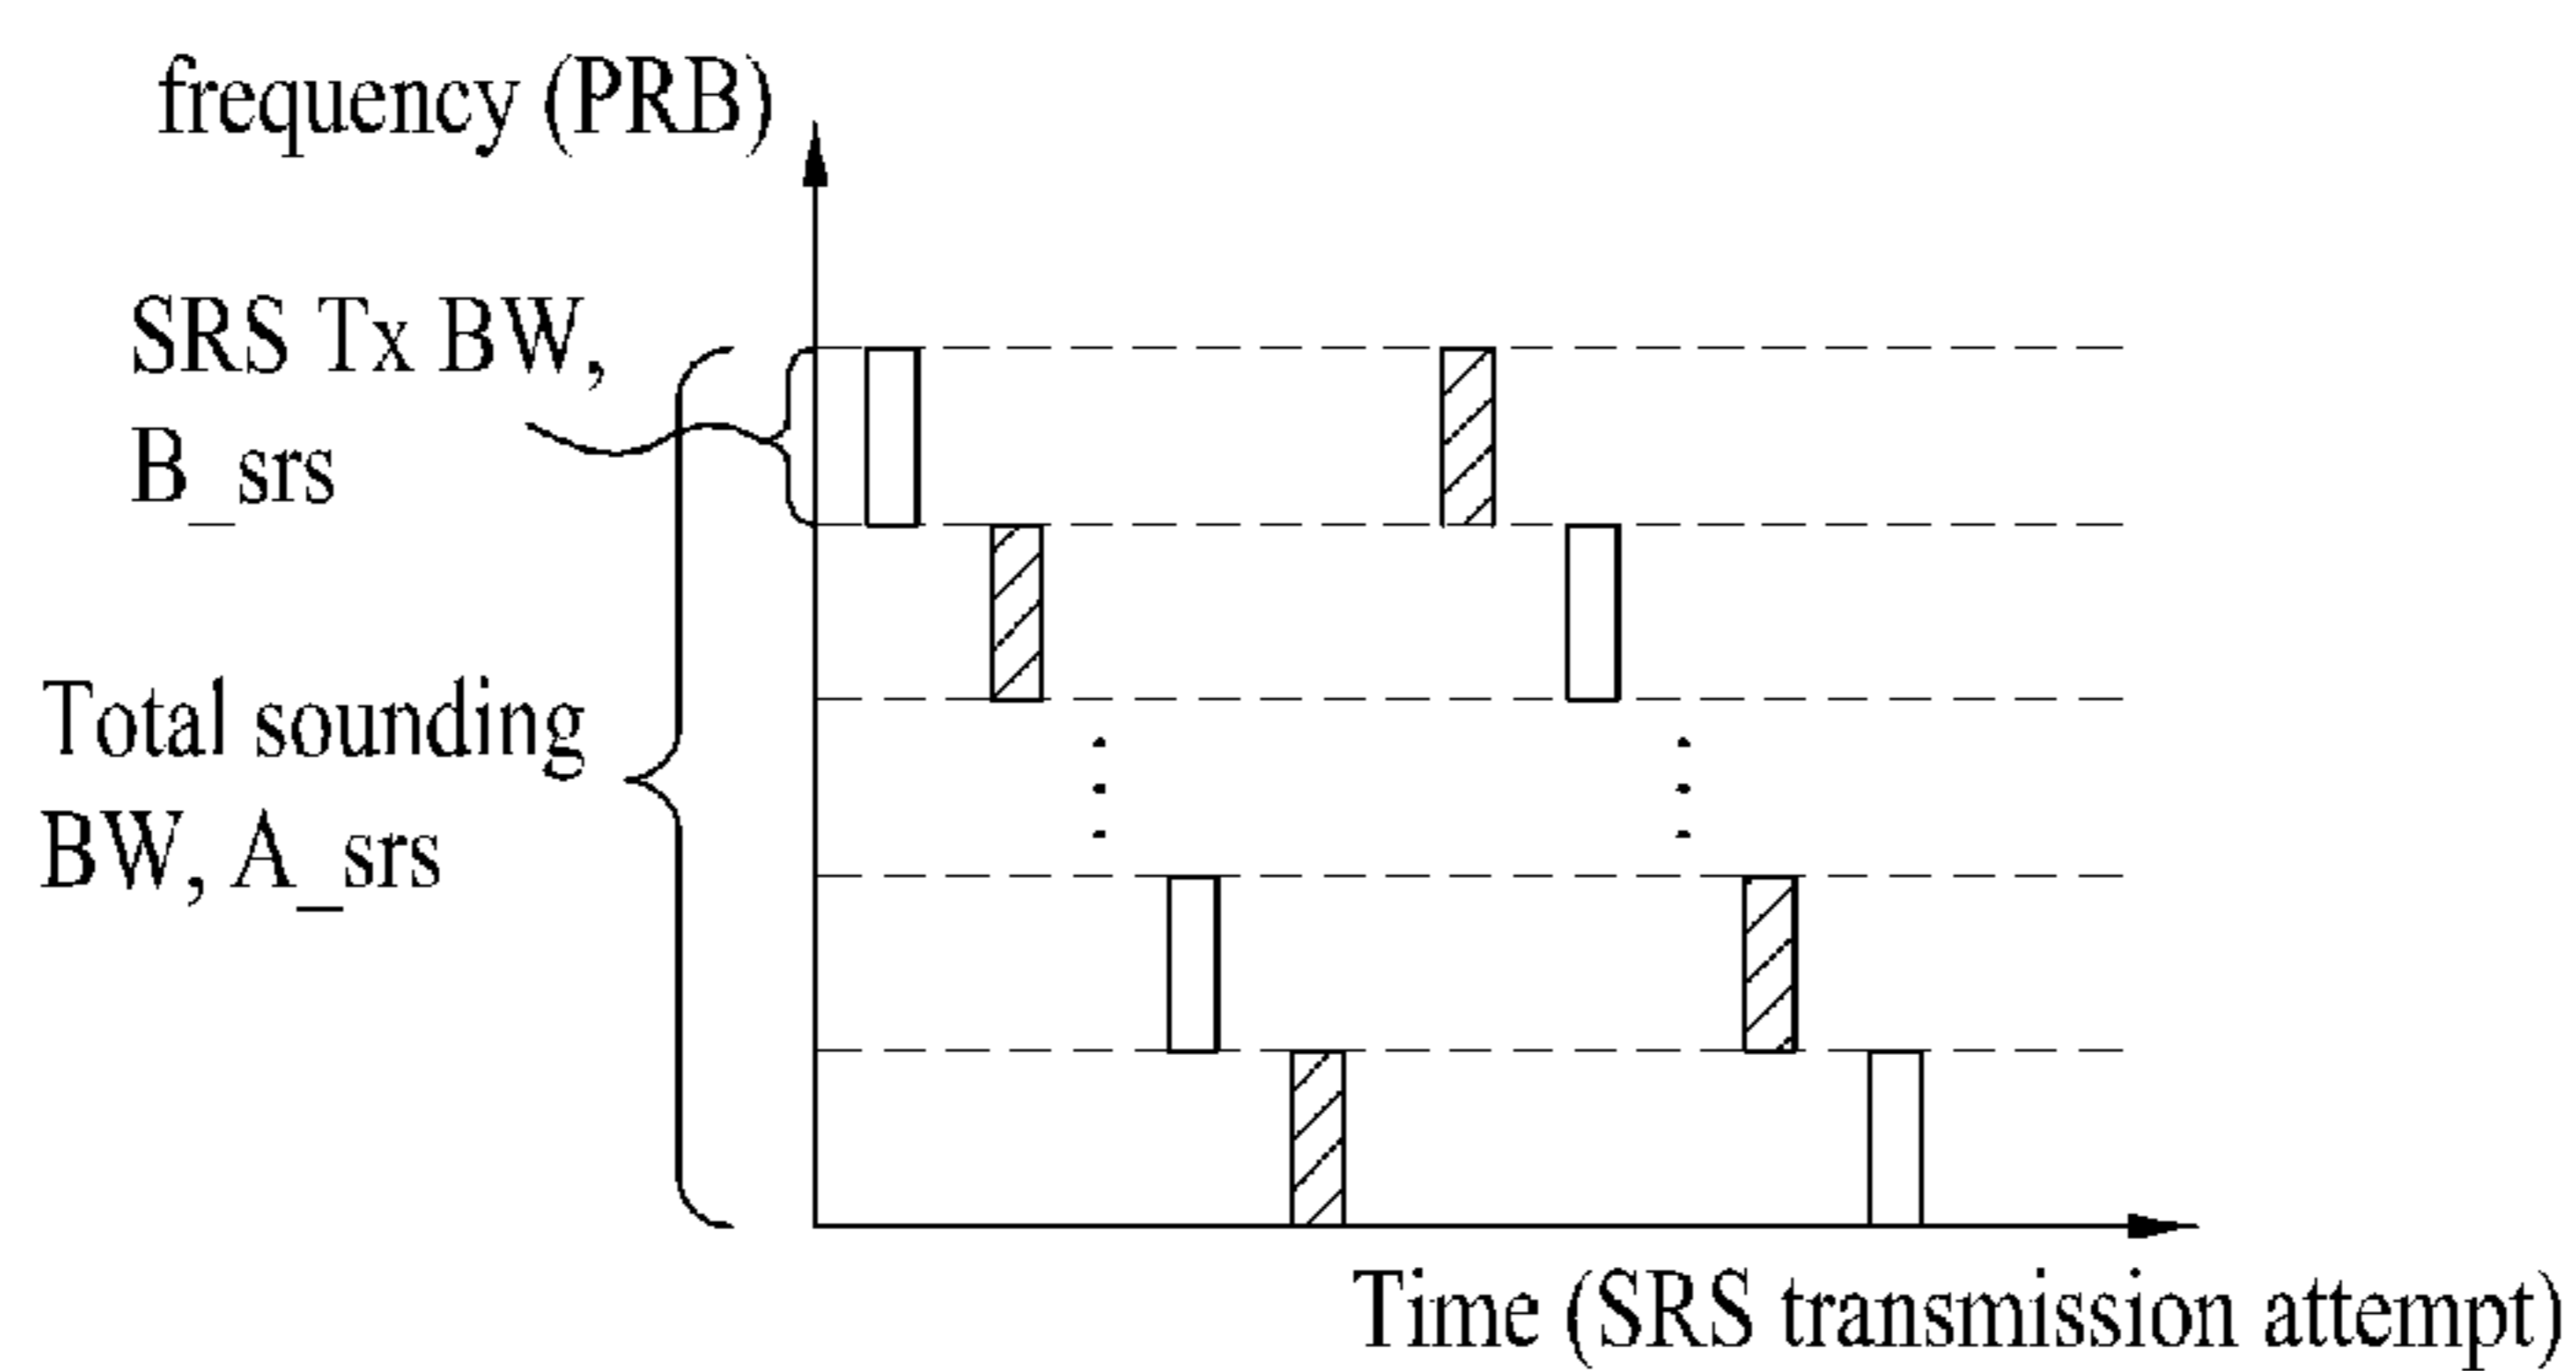 frequency (PRB)
SRS Tx BW,
B_srs
Total sounding
BW, A_srs
Time (SRS transmission attempt)